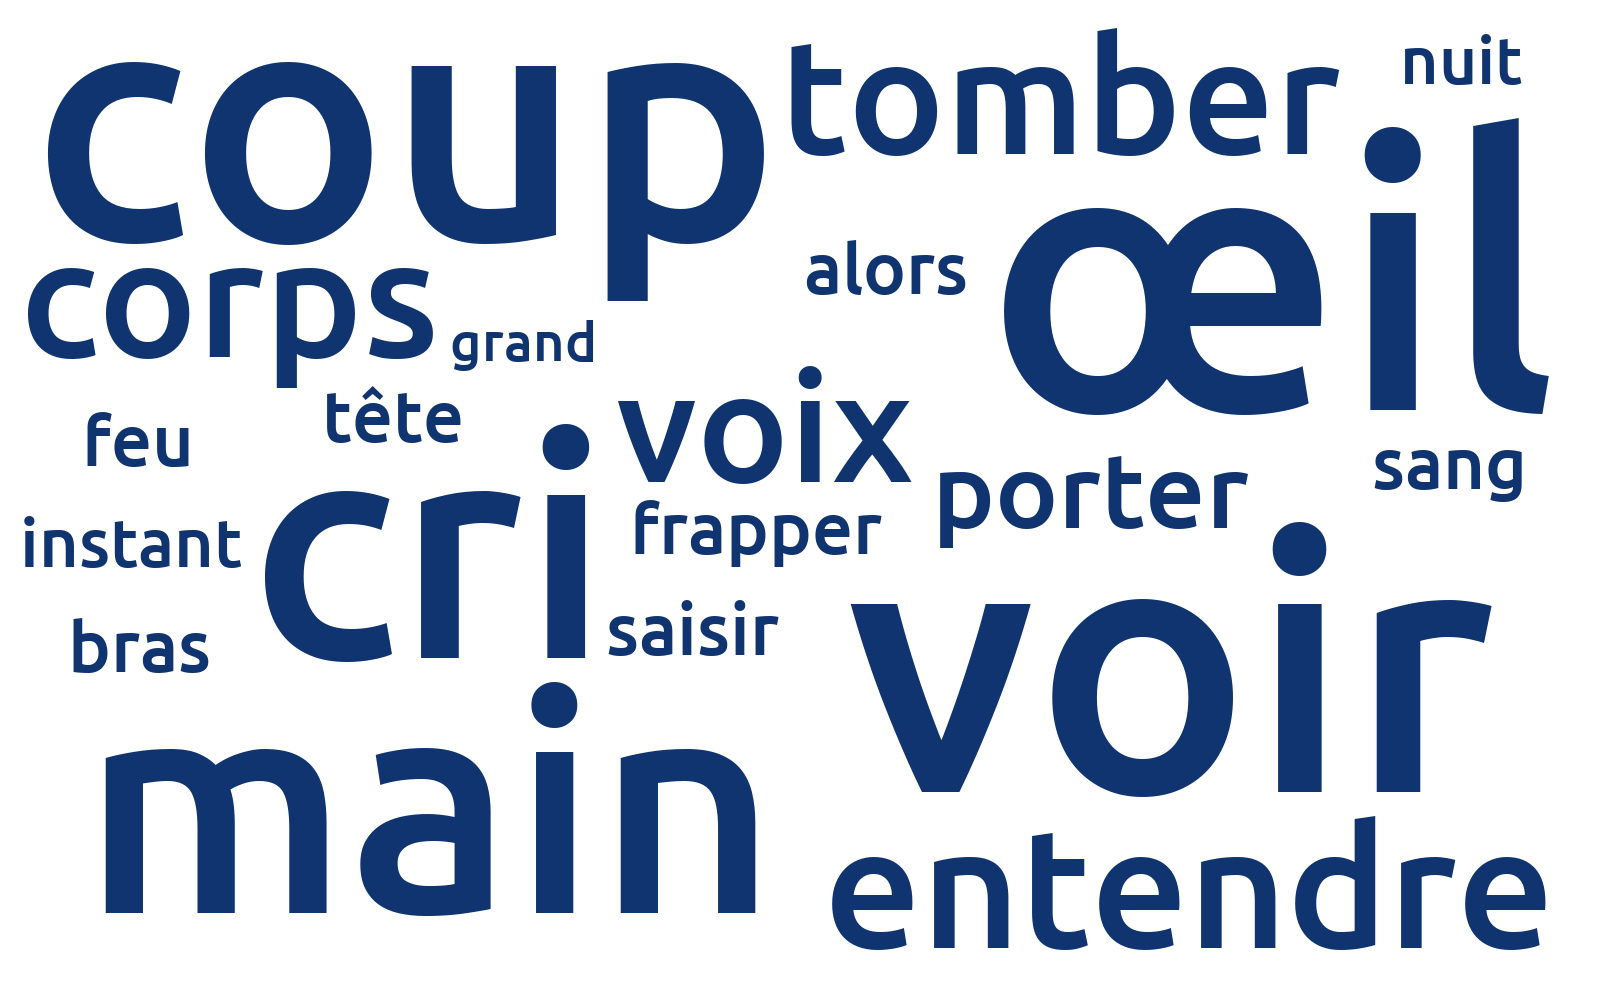 coup
tomber
nuit
œil
corps
alors
grand
tête
voix
feu
cri
sang
porter
instant
frapper
voir
bras
saisir
main
entendre